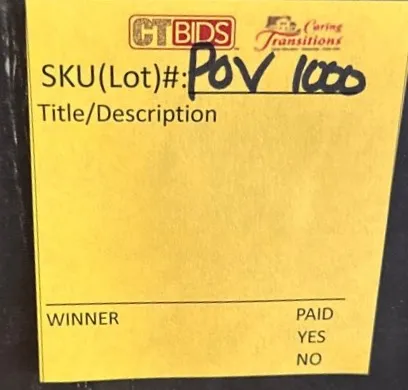 CTBIDS Caring
Transitions
SKU(Lot)#: POV 1000
Title/Description
WINNER PAID
YES
NO